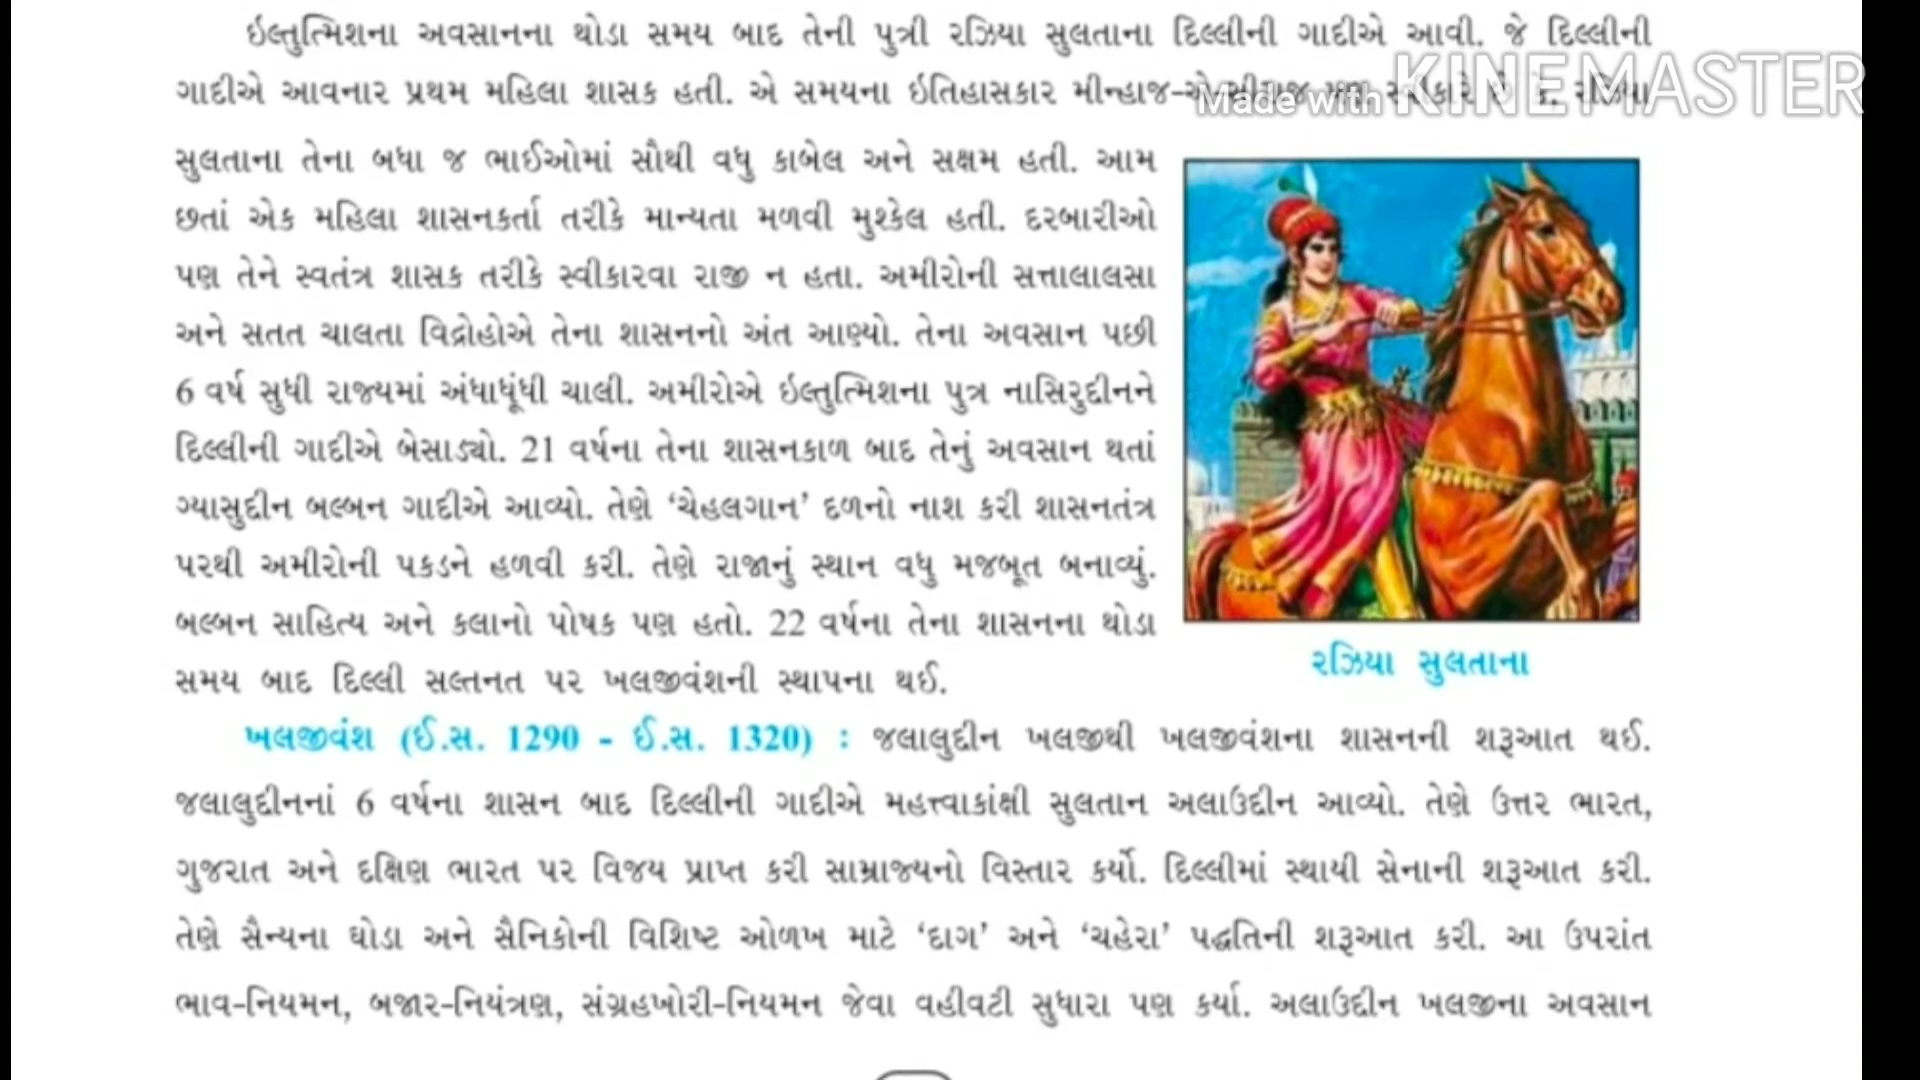 ઇલ્તુત્મિશના અવસાનના થોડા સમય બાદ તેની પુત્રી રઝિયા સુલતાના દિલ્લીની ગાદીએ આવી. જે દિલ્લીની
ગાદીએ આવનાર પ્રથમ મહિલા શાસક હતી. એ સમયના ઇતિહાસકાર મીન્હાજ-એ રઝિયા
Made with KINEMASTER
સુલતાના તેના બધા જ ભાઈઓમાં સૌથી વધુ કાબેલ અને સક્ષમ હતી. આમ
છતાં એક મહિલા શાસનકર્તા તરીકે માન્યતા મળવી મુશ્કેલ હતી. દરબારીઓ
પણ તેને સ્વતંત્ર શાસક તરીકે સ્વીકારવા રાજી ન હતા. અમીરોની સત્તાલાલસા
અને સતત ચાલતા વિદ્રોહોએ તેના શાસનનો અંત આણ્યો. તેના અવસાન પછી
6 વર્ષ સુધી રાજ્યમાં અંધાધૂંધી ચાલી. અમીરોએ ઇલ્તુત્મિશના પુત્ર નાસિરુદ્દીનને
દિલ્લીની ગાદીએ બેસાડ્યો. 21 વર્ષના તેના શાસનકાળ બાદ તેનું અવસાન થતાં
ગ્યાસુદ્દીન બલ્બન ગાદીએ આવ્યો. તેણે ‘ચેહલગાન’ દળનો નાશ કરી શાસનતંત્ર
પરથી અમીરોની પકડને હળવી કરી. તેણે રાજાનું સ્થાન વધુ મજબૂત બનાવ્યું.
બલ્બન સાહિત્ય અને કલાનો પોષક પણ હતો. 22 વર્ષના તેના શાસનના થોડા
સમય બાદ દિલ્લી સલ્તનત પર ખલજીવંશની સ્થાપના થઈ.
રઝિયા સુલતાના
ખલજીવંશ (ઈ.સ. 1290 - ઈ.સ. 1320) : જલાલુદ્દીન ખલજીથી ખલજીવંશના શાસનની શરૂઆત થઈ.
જલાલુદ્દીનનાં 6 વર્ષના શાસન બાદ દિલ્લીની ગાદીએ મહત્ત્વાકાંક્ષી સુલતાન અલાઉદ્દીન આવ્યો. તેણે ઉત્તર ભારત,
ગુજરાત અને દક્ષિણ ભારત પર વિજય પ્રાપ્ત કરી સામ્રાજ્યનો વિસ્તાર કર્યો. દિલ્લીમાં સ્થાયી સેનાની શરૂઆત કરી.
તેણે સૈન્યના ઘોડા અને સૈનિકોની વિશિષ્ટ ઓળખ માટે ‘દાગ’ અને ‘ચહેરા’ પદ્ધતિની શરૂઆત કરી. આ ઉપરાંત
ભાવ-નિયમન, બજાર-નિયંત્રણ, સંગ્રહખોરી-નિયમન જેવા વહીવટી સુધારા પણ કર્યા. અલાઉદ્દીન ખલજીના અવસાન